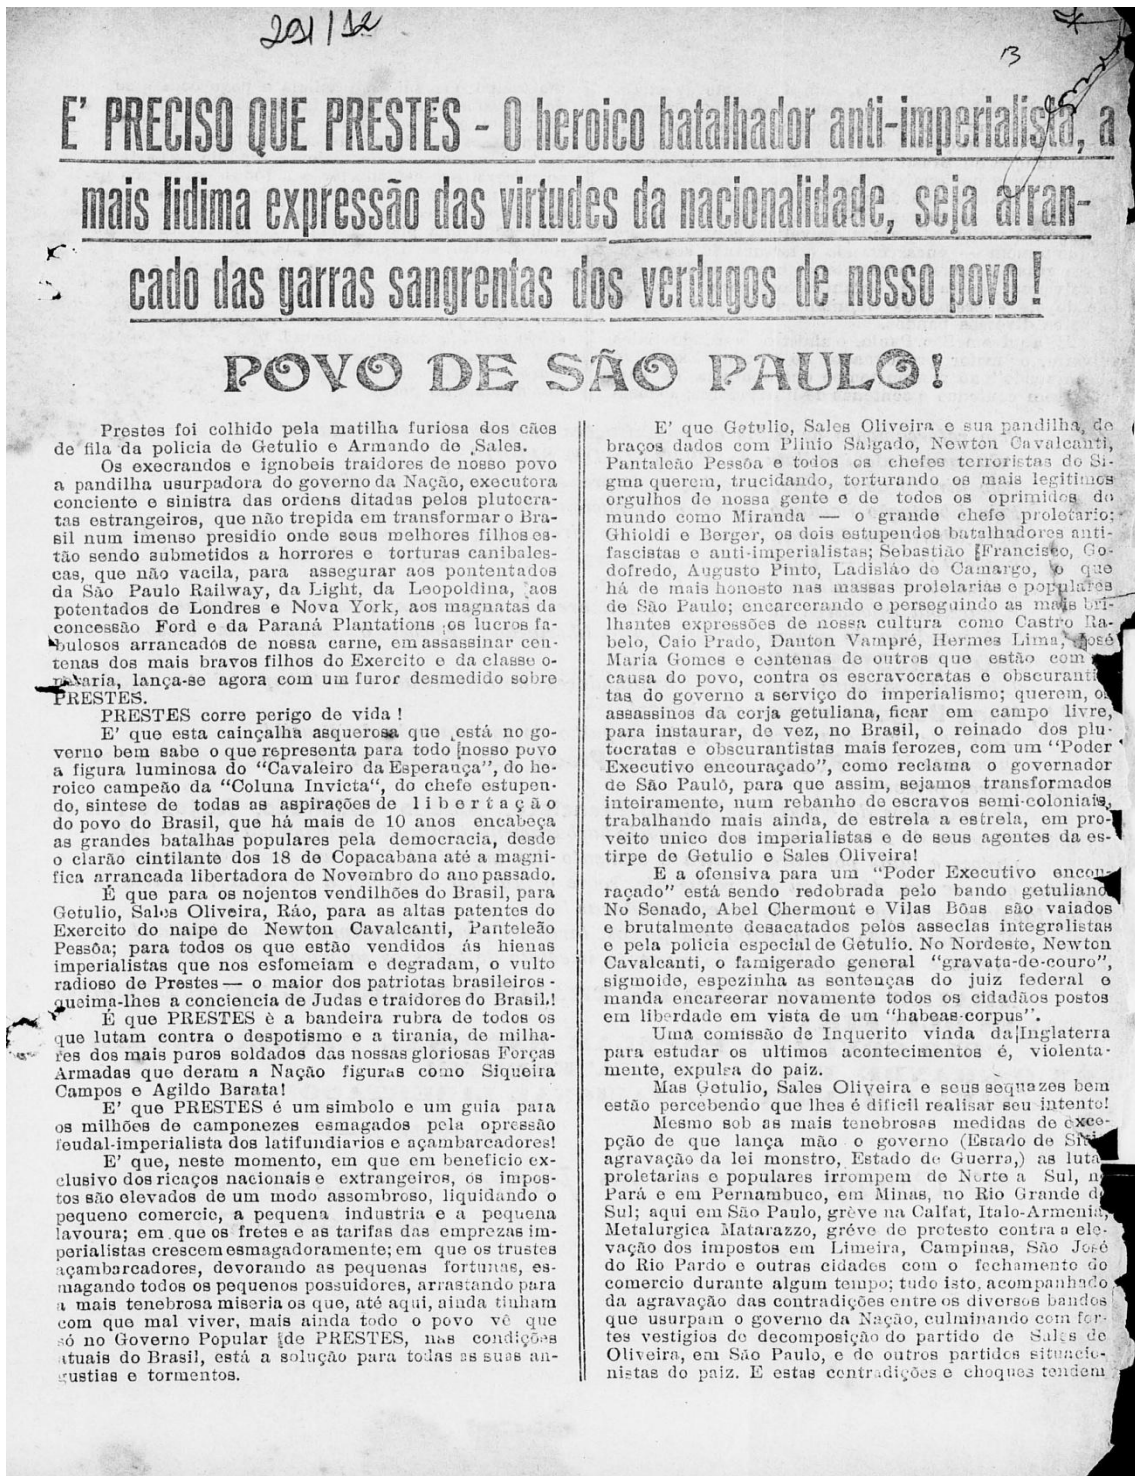 201/12
13
E' PRECISO QUE PRESTES - O heroico batalhador anti-imperialista, a
mais lidima expressão das virtudes da nacionalidade, seja arran-
cado das garras sangrentas dos verdugos de nosso povo!
POVO DE SÃO PAULO!
Prestes foi colhido pela matilha furiosa dos cães
de fila da policia de Getulio e Armando de Sales.
Os execrandos e ignobeis traidores de nosso povo
a pandilha usurpadora do governo da Nação, executora
conciente e sinistra das ordens ditadas pelos plutocra-
tas estrangeiros, que não trepida em transformar o Bra-
sil num imenso presidio onde seus melhores filhos es-
tão sendo submetidos a horrores e torturas canibales-
cas, que não vacila, para assegurar aos pontentados
da São Paulo Railway, da Light, da Leopoldina, aos
potentados de Londres e Nova York, aos magnatas da
concessão Ford e da Paraná Plantations os lucros fa-
bulosos arrancados de nossa carne, em assassinar cen-
tenas dos mais bravos filhos do Exercito e da classe o-
peraria, lança-se agora com um furor desmedido sobre
PRESTES.
PRESTES corre perigo de vida !
E' que esta cainçalha asquerosa que está no go-
verno bem sabe o que representa para todo nosso povo
a figura luminosa do "Cavaleiro da Esperança", do he-
roico campeão da "Coluna Invicta", do chefe estupen-
do, sintese de todas as aspirações de libertação
do povo do Brasil, que há mais de 10 anos encabeça
as grandes batalhas populares pela democracia, desde
o clarão cintilante dos 18 de Copacabana até a magni-
fica arrancada libertadora de Novembro do ano passado.
É que para os nojentos vendilhões do Brasil, para
Getulio, Sales Oliveira, Ráo, para as altas patentes do
Exercito do naipe de Newton Cavalcanti, Panteleão
Pessôa; para todos os que estão vendidos ás hienas
imperialistas que nos esfomeiam e degradam, o vulto
radioso de Prestes — o maior dos patriotas brasileiros -
queima-lhes a conciencia de Judas e traidores do Brasil.!
É que PRESTES è a bandeira rubra de todos os
que lutam contra o despotismo e a tirania, de milha-
res dos mais puros soldados das nossas gloriosas Forças
Armadas que deram a Nação figuras como Siqueira
Campos e Agildo Barata!
E' que PRESTES é um simbolo e um guia para
os milhões de camponezes esmagados pela opressão
feudal-imperialista dos latifundiarios e açambarcadores!
E' que, neste momento, em que em beneficio ex-
clusivo dos ricaços nacionais e extrangeiros, os impos-
tos são elevados de um modo assombroso, liquidando o
pequeno comercio, a pequena industria e a pequena
lavoura; em que os fretes e as tarifas das emprezas im-
perialistas crescem esmagadoramente; em que os trustes
açambarcadores, devorando as pequenas fortunas, es-
magando todos os pequenos possuidores, arrastando para
a mais tenebrosa miseria os que, até aqui, ainda tinham
com que mal viver, mais ainda todo o povo vê que
só no Governo Popular de PRESTES, nas condições
atuais do Brasil, está a solução para todas as suas an-
gustias e tormentos.
E' que Getulio, Sales Oliveira e sua pandilha, de
braços dados com Plinio Salgado, Newton Cavalcanti,
Pantaleão Pessôa e todos os chefes terroristas do Si-
gma querem, trucidando, torturando os mais legitimos
orgulhos de nossa gente e de todos os oprimidos do
mundo como Miranda — o grande chefe proletario;
Ghioldi e Berger, os dois estupendos batalhadores anti-
fascistas e anti-imperialistas; Sebastião Francisco, Go-
dofredo, Augusto Pinto, Ladislão de Camargo, o que
há de mais honesto nas massas prolelarias e populares
de São Paulo; encarcerando e perseguindo as mais bri-
lhantes expressões de nossa cultura como Castro Ra-
belo, Caio Prado, Danton Vampré, Hermes Lima, José
Maria Gomes e centenas de outros que estão com
causa do povo, contra os escravocratas e obscuranti
tas do governo a serviço do imperialismo; querem, os
assassinos da corja getuliana, ficar em campo livre,
para instaurar, de vez, no Brasil, o reinado dos plu-
tocratas e obscurantistas mais ferozes, com um "Poder
Executivo encouraçado", como reclama o governador
de São Pauló, para que assim, sejamos transformados
inteiramente, num rebanho de escravos semi-coloniais,
trabalhando mais ainda, de estrela a estrela, em pro-
veito unico dos imperialistas e de seus agentes da es-
tirpe de Getulio e Sales Oliveira!
E a ofensiva para um "Poder Executivo encou-
raçado" está sendo redobrada pelo bando getuliano.
No Senado, Abel Chermont e Vilas Bôas são vaiados
e brutalmente desacatados pelos asseclas integralistas
e pela policia especial de Getulio. No Nordeste, Newton
Cavalcanti, o famigerado general "gravata-de-couro",
sigmoide, espezinha as sentenças do juiz federal e
manda encarcerar novamente todos os cidadãos postos
em liberdade em vista de um "habeas-corpus".
Uma comissão de Inquerito vinda da Inglaterra
para estudar os ultimos acontecimentos é, violenta-
mente, expulsa do paiz.
Mas Getulio, Sales Oliveira e seus sequazes bem
estão percebendo que lhes é dificil realisar seu intento!
Mesmo sob as mais tenebrosas medidas de exce-
pção de que lança mão o governo (Estado de Sitio
agravação da lei monstro, Estado de Guerra,) as lutas
proletarias e populares irrompem de Norte a Sul, n
Pará e em Pernambuco, em Minas, no Rio Grande d
Sul; aqui em São Paulo, grève na Calfat, Italo-Armenia,
Metalurgica Matarazzo, gréve de protesto contra a ele-
vação dos impostos em Limeira, Campinas, São José
do Rio Pardo e outras cidades com o fechamento do
comercio durante algum tempo; tudo isto, acompanhado
da agravação das contradições entre os diversos bandos
que usurpam o governo da Nação, culminando com for-
tes vestigios de decomposição do partido de Sales de
Oliveira, em São Paulo, e de outros partidos situacio-
nistas do paiz. E estas contradições e choques tendem